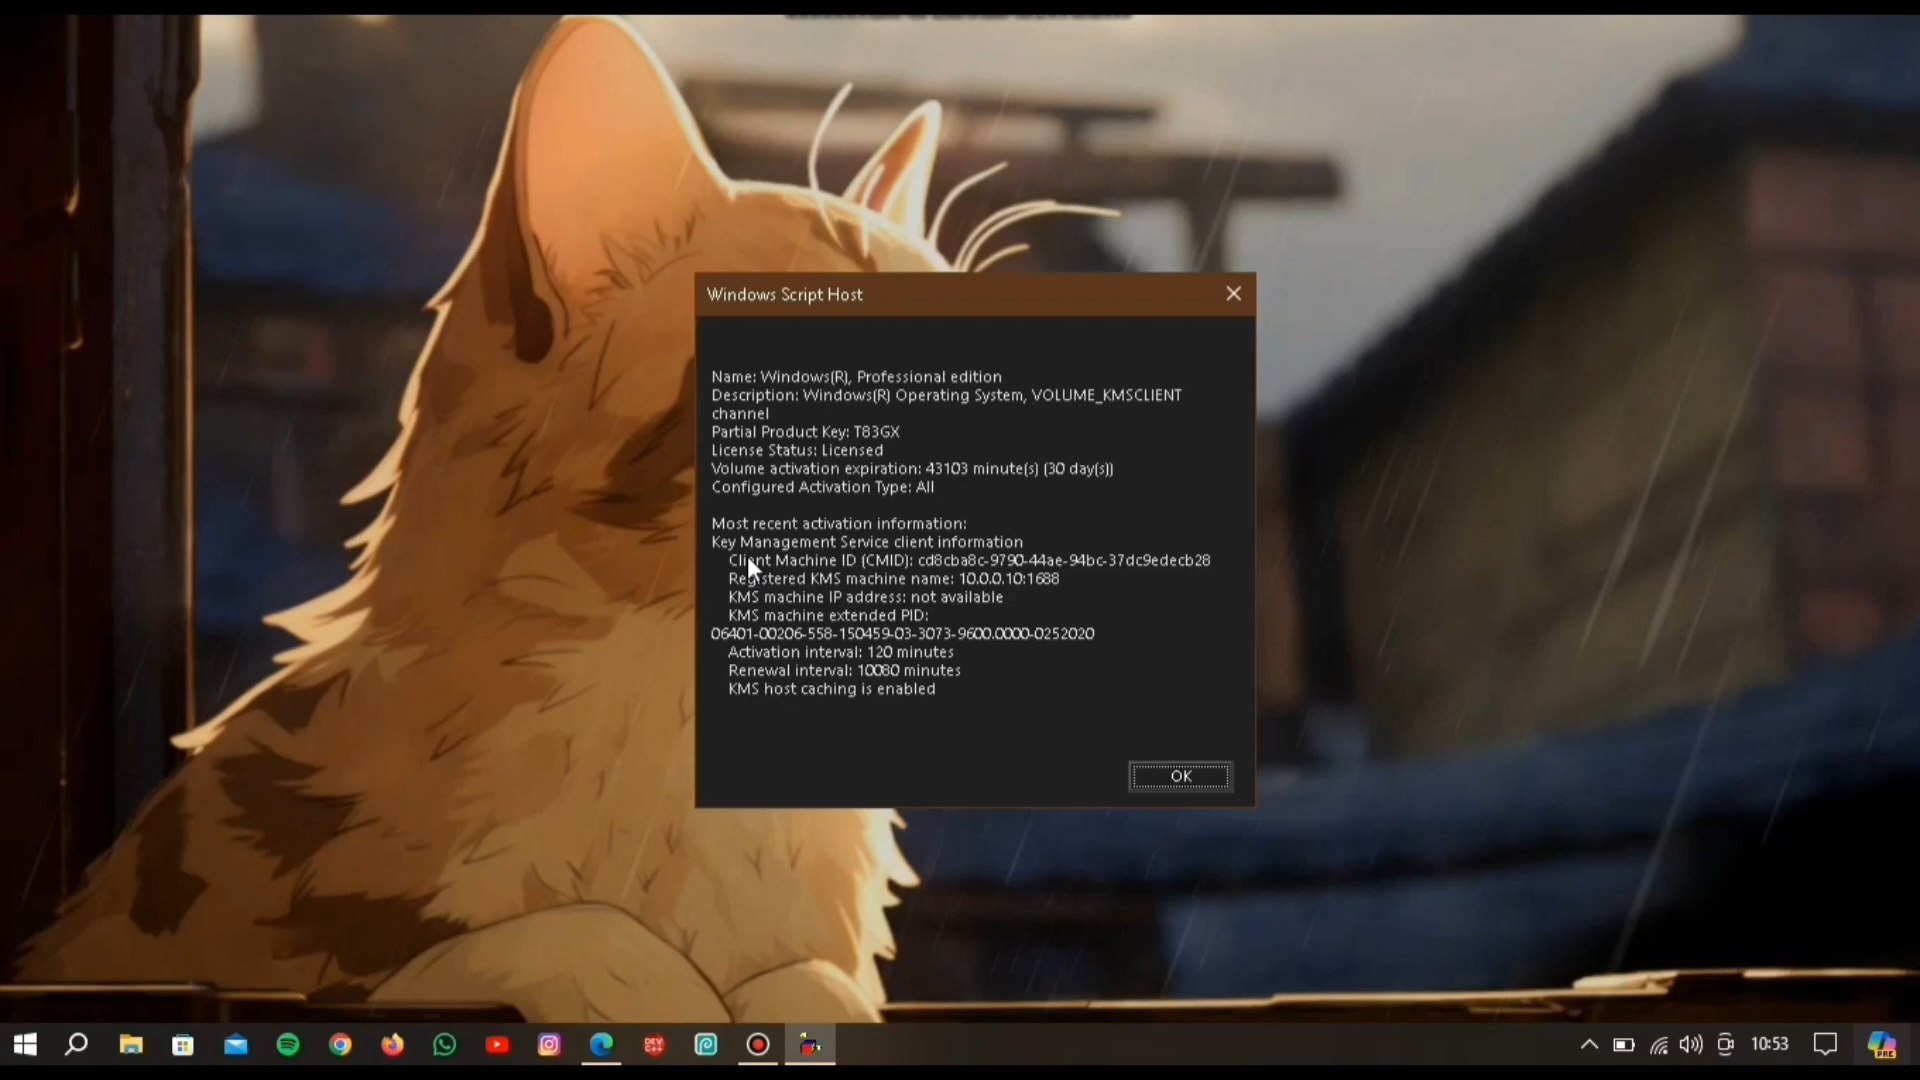 Windows Script Host
Name: Windows(R), Professional edition
Description: Windows(R) Operating System, VOLUME_KMSCLIENT
channel
Partial Product Key: T83GX
License Status: Licensed
Volume activation expiration: 43103 minute(s) (30 day(s))
Configured Activation Type: All
Most recent activation information:
Key Management Service client information
Client Machine ID (CMID): cd8cba8c-9790-44ae-94bc-37dc9edecb28
Registered KMS machine name: 10.0.0.10:1688
KMS machine IP address: not available
KMS machine extended PID:
06401-00206-558-150459-03-3073-9600.0000-0252020
Activation interval: 120 minutes
Renewal interval: 10080 minutes
KMS host caching is enabled
OK
DEV
C++
10:53
PRE